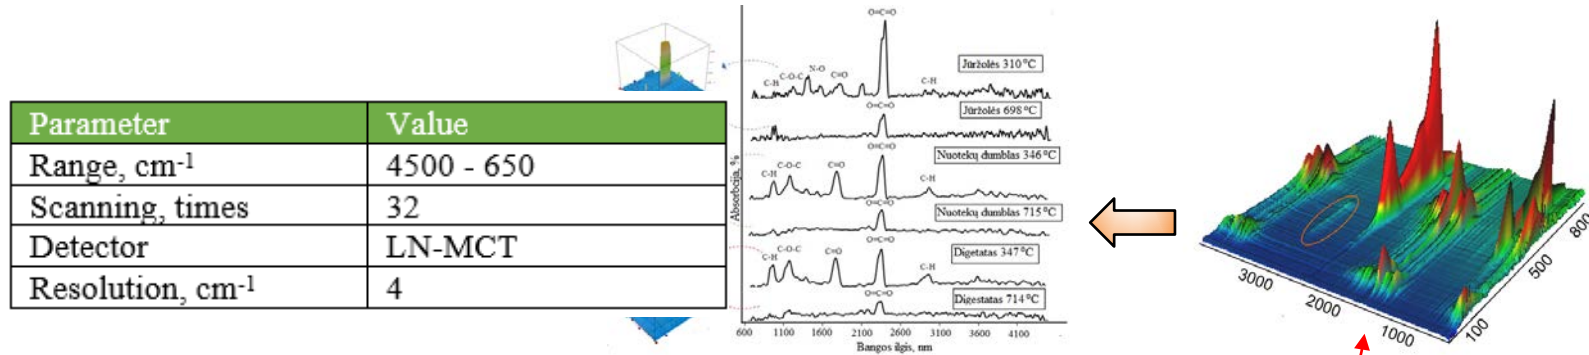 Parameter Value
Range, cm-1 4500 - 650
Scanning, times 32
Detector LN-MCT
Resolution, cm-1 4
O=C=O
Jūržolės 310 °C
C-H C-O-C N-O C=O C-H
O=C=O
Jūržolės 698 °C
O=C=O
Nuotekų dumblas 346 °C
C-H C-O-C C=O C-H
O=C=O
Nuotekų dumblas 715 °C
O=C=O
C-H C-O-C C=O C-H
Digetatas 347 °C
O=C=O
Digestatas 714 °C
Absorbcija, %
600 1100 1600 2100 2600 3100 4100
Bangos ilgis, nm
3000 2000 1000
100 500 800